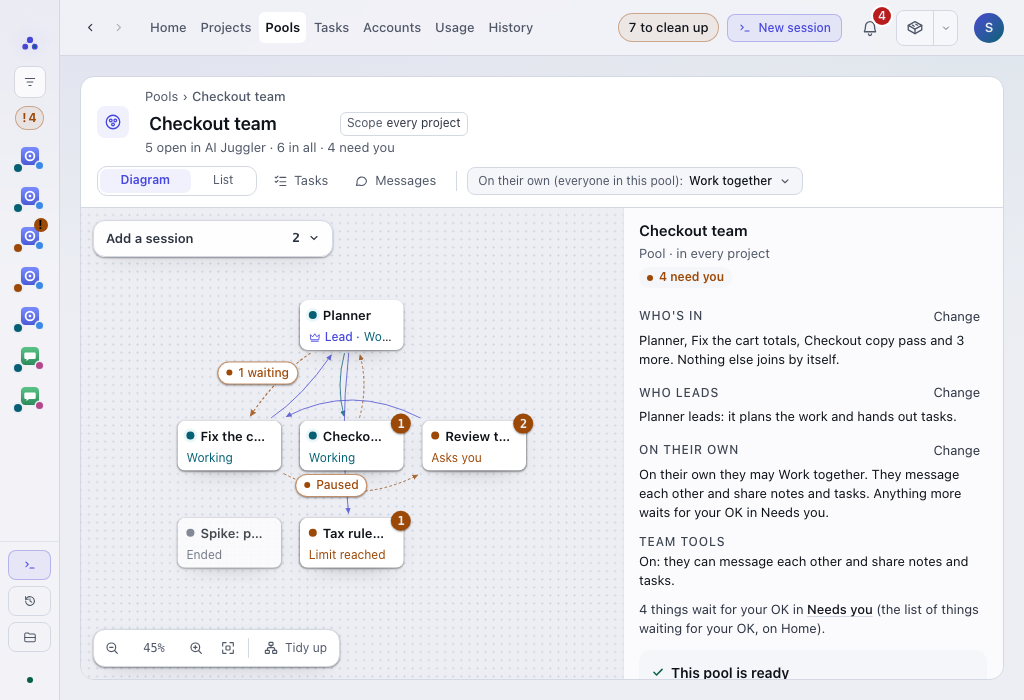 Home Projects Pools Tasks Accounts Usage History
7 to clean up
New session
4
S
! 4
!
Pools › Checkout team
Checkout team
Scope every project
5 open in AI Juggler · 6 in all · 4 need you
Diagram List Tasks Messages
On their own (everyone in this pool): Work together
Add a session 2
Planner
Lead · Wo...
1 waiting
Fix the c...
Working
1
Checko...
Working
2
Review t...
Asks you
Paused
Spike: p...
Ended
1
Tax rule...
Limit reached
45%
Tidy up
Checkout team
Pool · in every project
4 need you
WHO'S IN Change
Planner, Fix the cart totals, Checkout copy pass and 3
more. Nothing else joins by itself.
WHO LEADS Change
Planner leads: it plans the work and hands out tasks.
ON THEIR OWN Change
On their own they may Work together. They message
each other and share notes and tasks. Anything more
waits for your OK in Needs you.
TEAM TOOLS
On: they can message each other and share notes and
tasks.
4 things wait for your OK in Needs you (the list of things
waiting for your OK, on Home).
This pool is ready